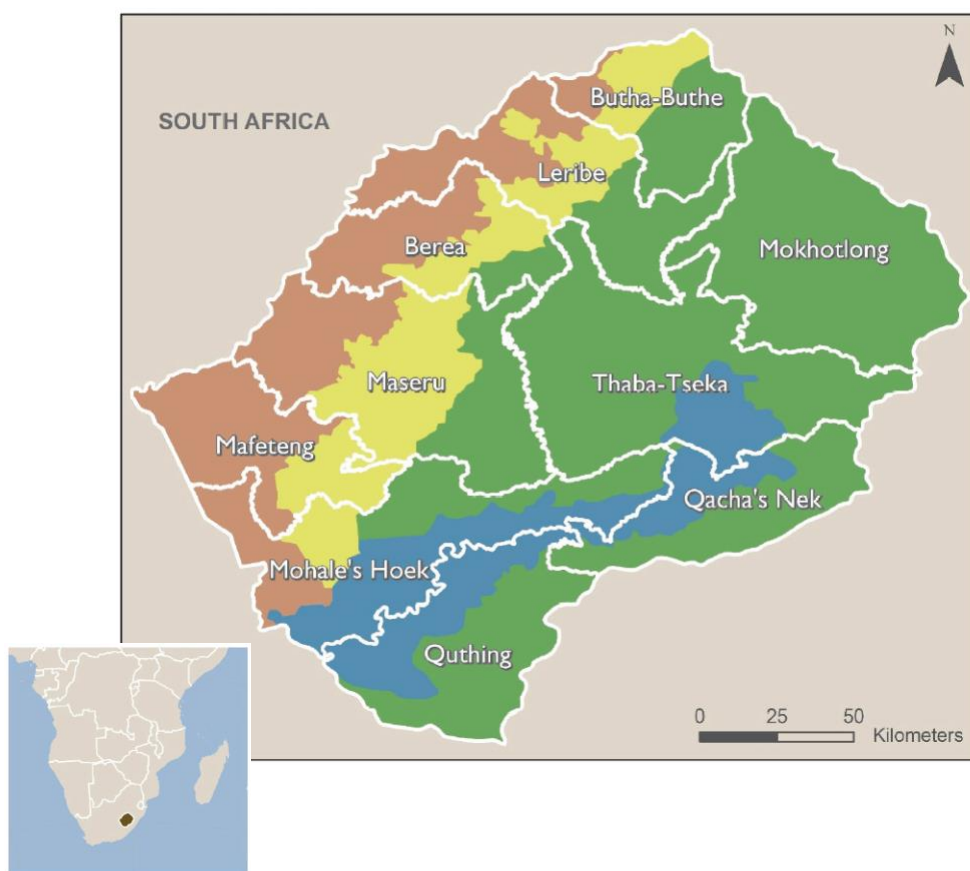 N
SOUTH AFRICA
Butha-Buthe
Leribe
Berea
Mokhotlong
Maseru
Thaba-Tseka
Mafeteng
Qacha's Nek
Mohale's Hoek
Quthing
0 25 50
Kilometers